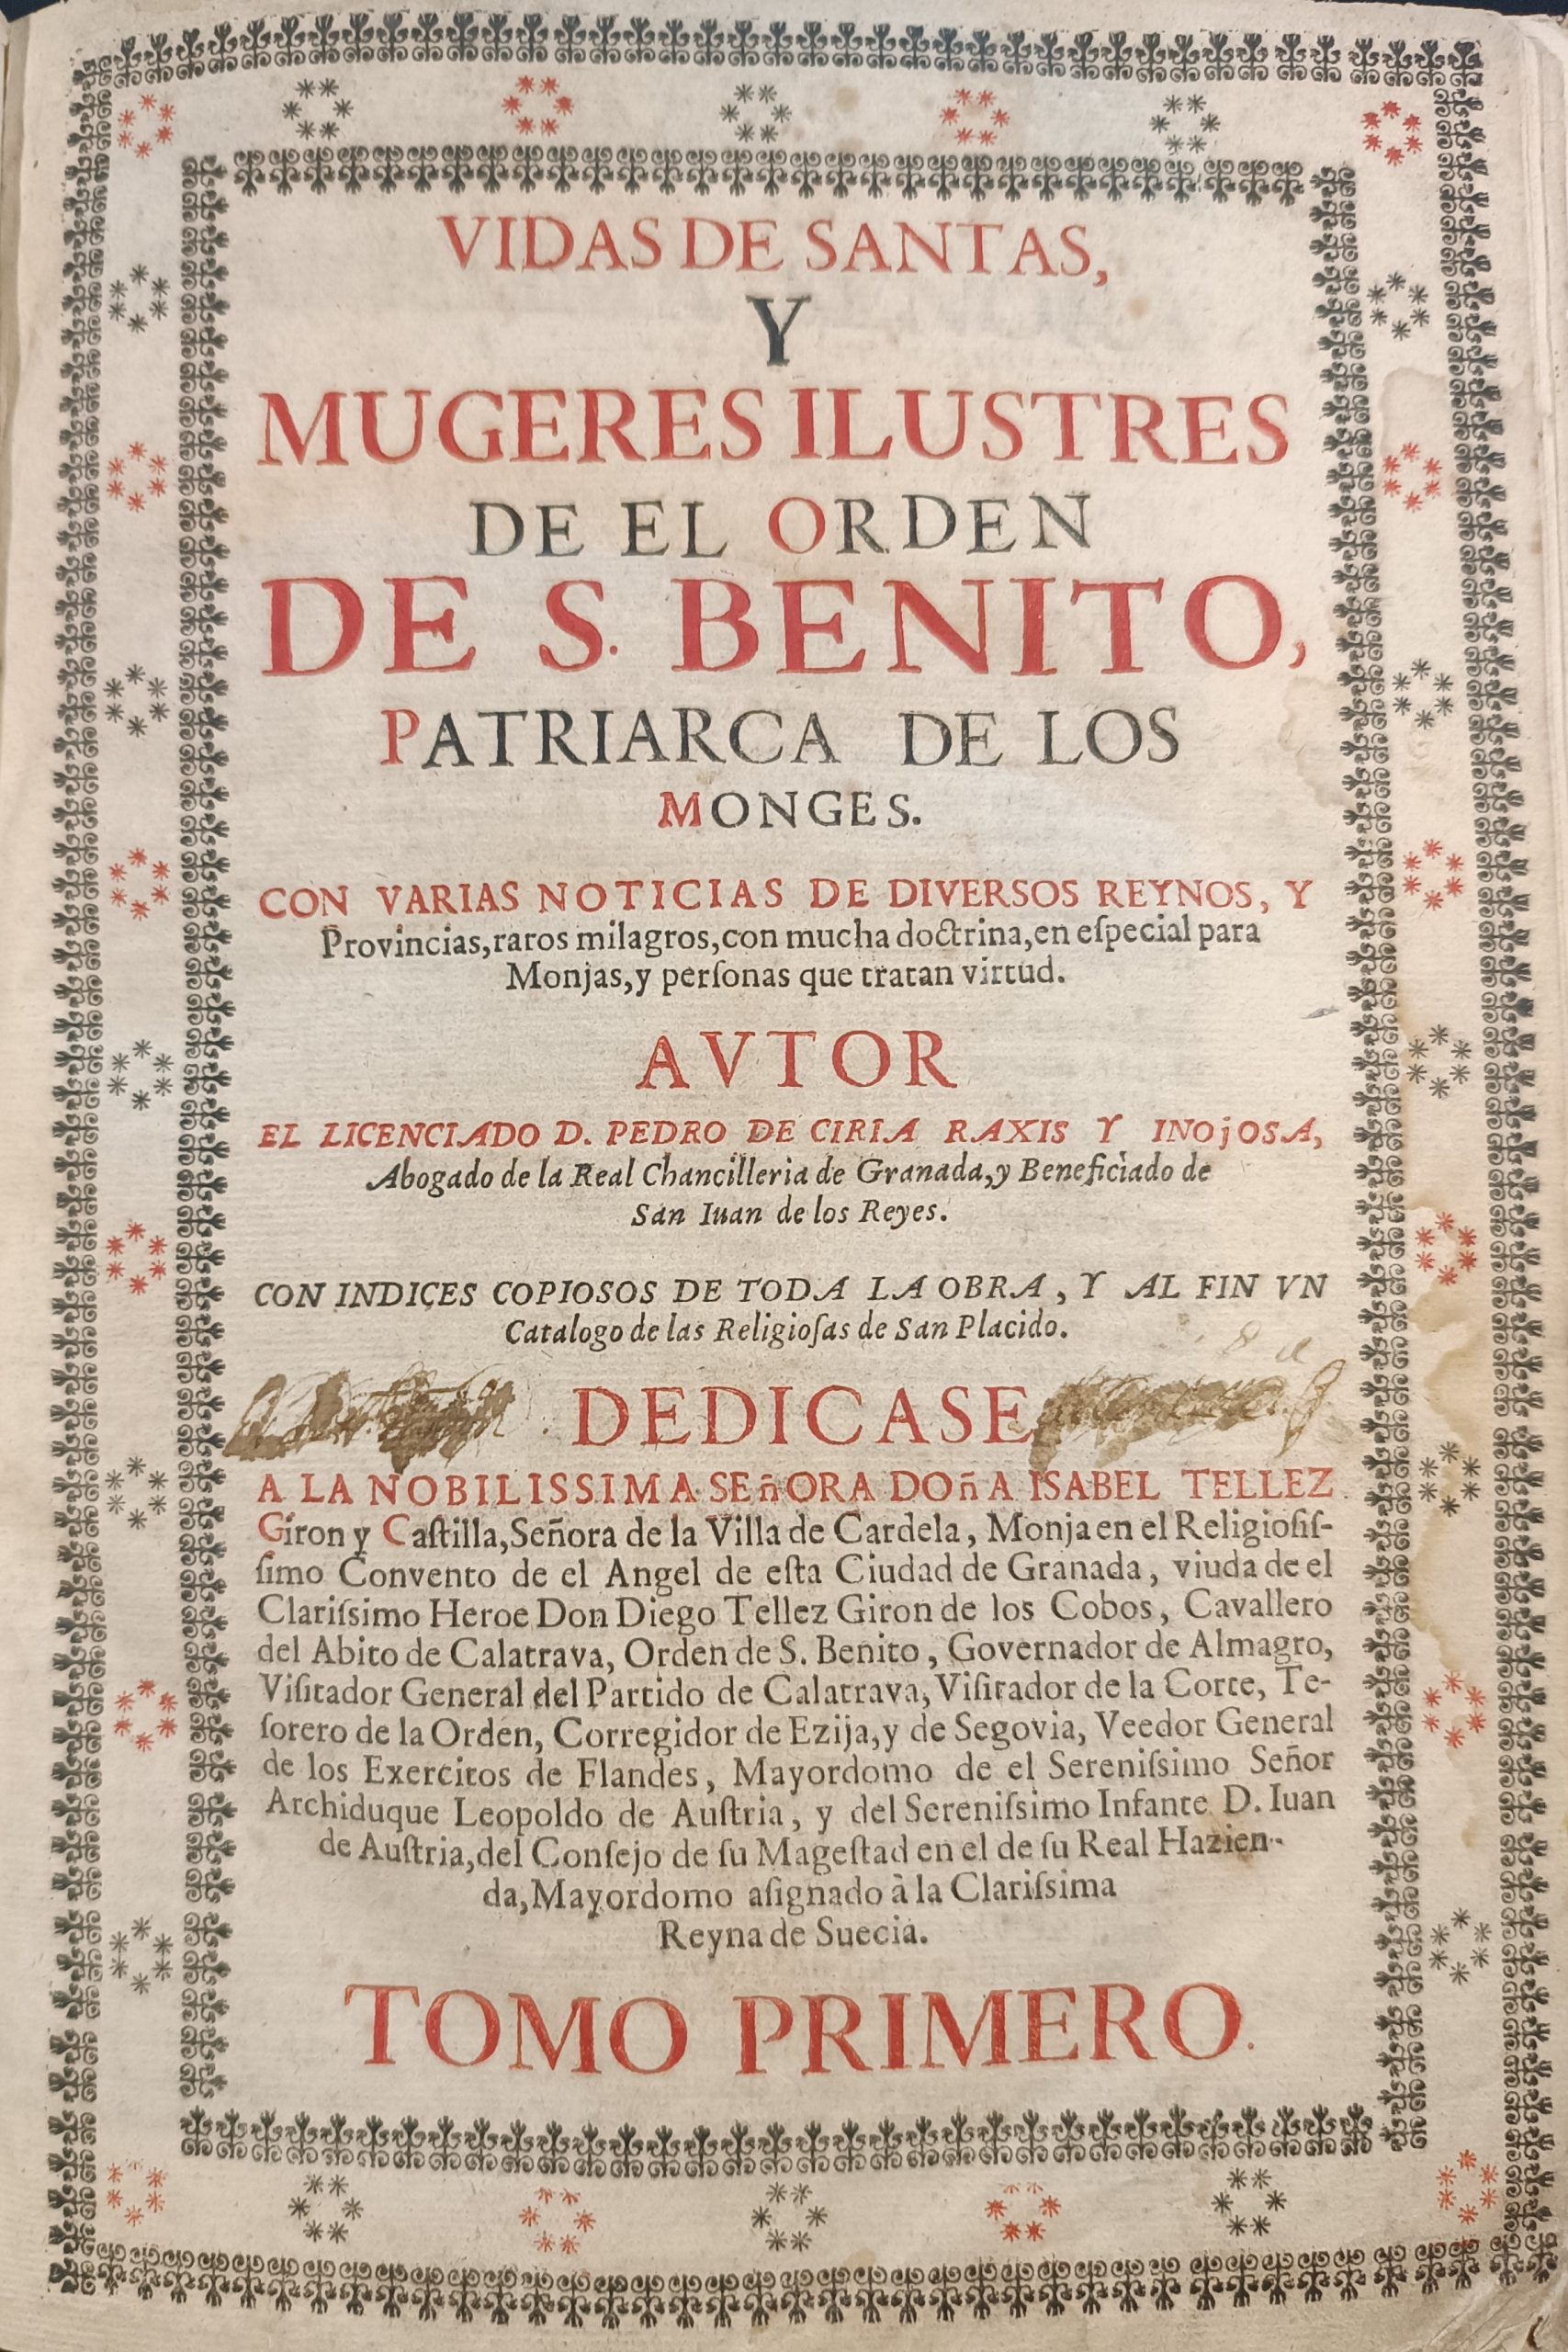 VIDAS DE SANTAS,
Y
MUGERES ILUSTRES
DE EL ORDEN
DE S. BENITO,
PATRIARCA DE LOS
MONGES.
CON VARIAS NOTICIAS DE DIVERSOS REYNOS, Y
Provincias, raros milagros, con mucha doctrina, en eſpecial para
Monjas, y perſonas que tratan virtud.
AVTOR
EL LICENCIADO D. PEDRO DE CIRIA RAXIS Y INOjOSA,
Abogado de la Real Chancilleria de Granada, y Beneficiado de
San Iuan de los Reyes.
CON INDICES COPIOSOS DE TODA LA OBRA, Y AL FIN VN
Catalogo de las Religioſas de San Placido.
DEDICASE
A LA NOBILISSIMA SEñORA DOñA ISABEL TELLEZ
Giron y Caſtilla, Señora de la Villa de Cardela, Monja en el Religioſiſ-
ſimo Convento de el Angel de eſta Ciudad de Granada, viuda de el
Clariſsimo Heroe Don Diego Tellez Giron de los Cobos, Cavallero
del Abito de Calatrava, Orden de S. Benito, Governador de Almagro,
Viſitador General del Partido de Calatrava, Viſitador de la Corte, Te-
ſorero de la Orden, Corregidor de Ezija, y de Segovia, Veedor General
de los Exercitos de Flandes, Mayordomo de el Sereniſsimo Señor
Archiduque Leopoldo de Auſtria, y del Sereniſsimo Infante D. Iuan
de Auſtria, del Conſejo de ſu Mageſtad en el de ſu Real Hazien-
da, Mayordomo aſignado à la Clariſsima
Reyna de Suecia.
TOMO PRIMERO.